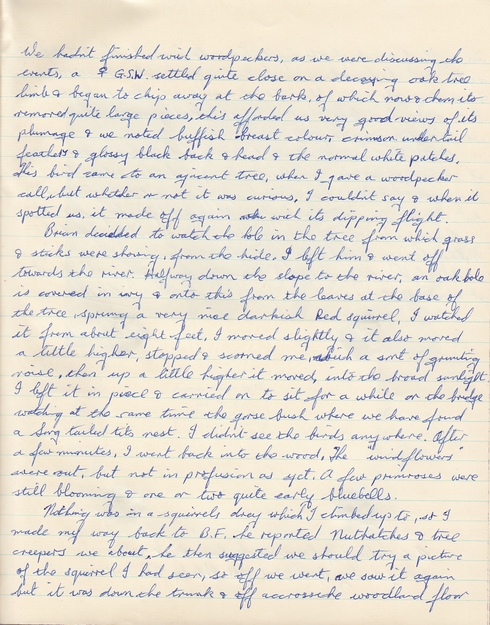 We hadn't finished with woodpeckers, as we were discussing the
events, a ♀ G.S.W. settled quite close on a decaying oak tree
limb & began to chip away at the bark, of which now & then its
removed quite large pieces, this afforded us very good views of its
plumage & we noted buffish breast colour, crimson under tail
feathers & glossy black back & head & the normal white patches.
This bird came to an ajacent tree, when I gave a woodpecker
call, but whether or not it was curious, I couldn't say & when it
spotted us, it made off again with its dipping flight.
Brian decided to watch the hole in the tree from which grass
& sticks were showing, from the hide. I left him & went off
towards the river. Halfway down the slope to the river, an oak bole
is covered in ivy & onto this from the leaves at the base of
the tree, sprung a very nice darkish Red squirrel, I watched
it from about eight feet, I moved slightly & it also moved
a little higher, stopped & scorned me, with a sort of grunting
noise, then up a little higher it moved, into the broad sunlight.
I left it in piece & carried on to sit for a while on the bridge
watching at the same time the gorse bush where we have found
a long tailed tits nest. I didn't see the birds anywhere. After
a few minutes, I went back into the wood. The "windflowers"
were out, but not in profusion as yet. A few primroses were
still blooming & one or two quite early bluebells.
Nothing was in a squirrels drey which I climbed up to, so I
made my way back to B.F. he reported Nuthatches & tree
creepers we about, he then suggested we should try a picture
of the squirrel I had seen, so off we went, we saw it again
but it was down the trunk & off accross the woodland floor